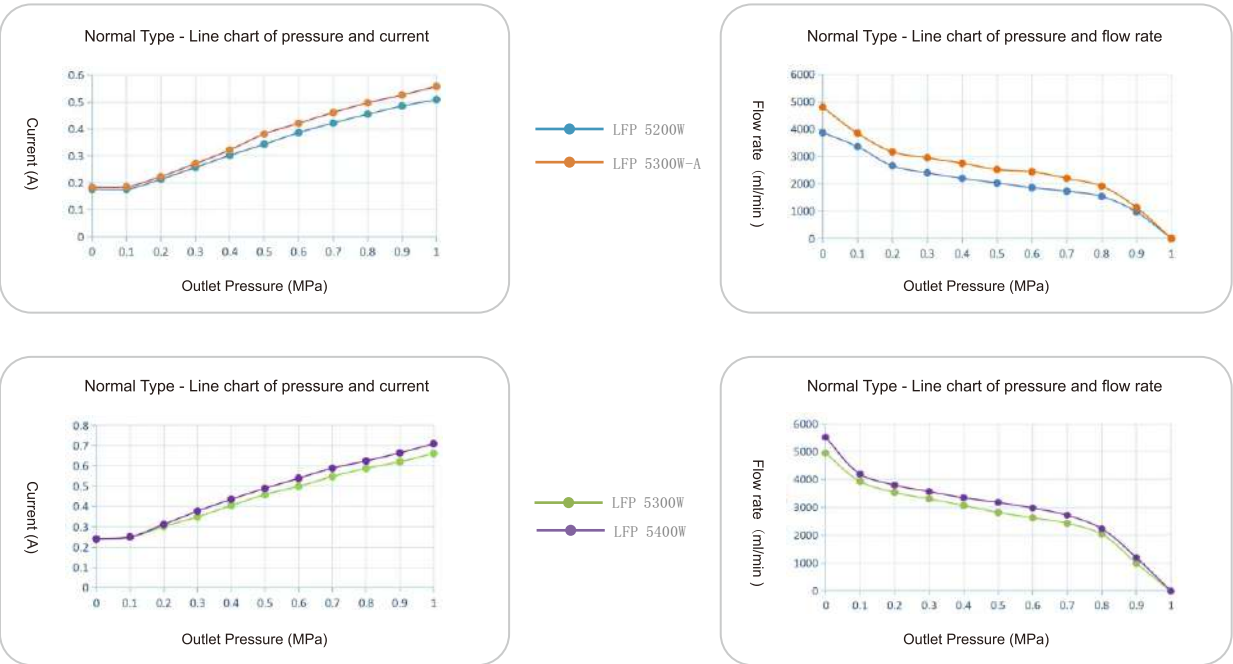 Normal Type - Line chart of pressure and current
0.6
0.5
0.4
0.3
0.2
0.1
0
Current (A)
0 0.1 0.2 0.3 0.4 0.5 0.6 0.7 0.8 0.9 1
Outlet Pressure (MPa)
LFP 5200W
LFP 5300W-A
Normal Type - Line chart of pressure and flow rate
6000
5000
4000
3000
2000
1000
0
Flow rate (ml/min)
0 0.1 0.2 0.3 0.4 0.5 0.6 0.7 0.8 0.9 1
Outlet Pressure (MPa)
Normal Type - Line chart of pressure and current
0.8
0.7
0.6
0.5
0.4
0.3
0.2
0.1
0
Current (A)
0 0.1 0.2 0.3 0.4 0.5 0.6 0.7 0.8 0.9 1
Outlet Pressure (MPa)
LFP 5300W
LFP 5400W
Normal Type - Line chart of pressure and flow rate
6000
5000
4000
3000
2000
1000
0
Flow rate (ml/min)
0 0.1 0.2 0.3 0.4 0.5 0.6 0.7 0.8 0.9 1
Outlet Pressure (MPa)